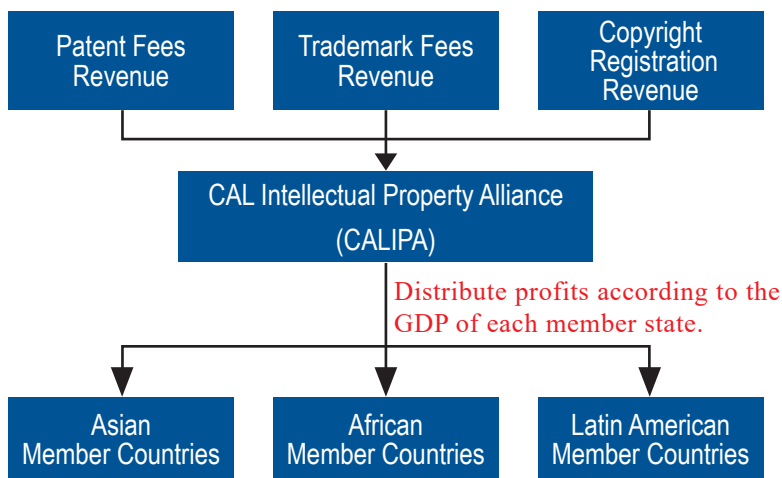 Patent Fees
Revenue
Trademark Fees
Revenue
Copyright
Registration
Revenue
CAL Intellectual Property Alliance
(CALIPA)
Distribute profits according to the
GDP of each member state.
Asian
Member Countries
African
Member Countries
Latin American
Member Countries